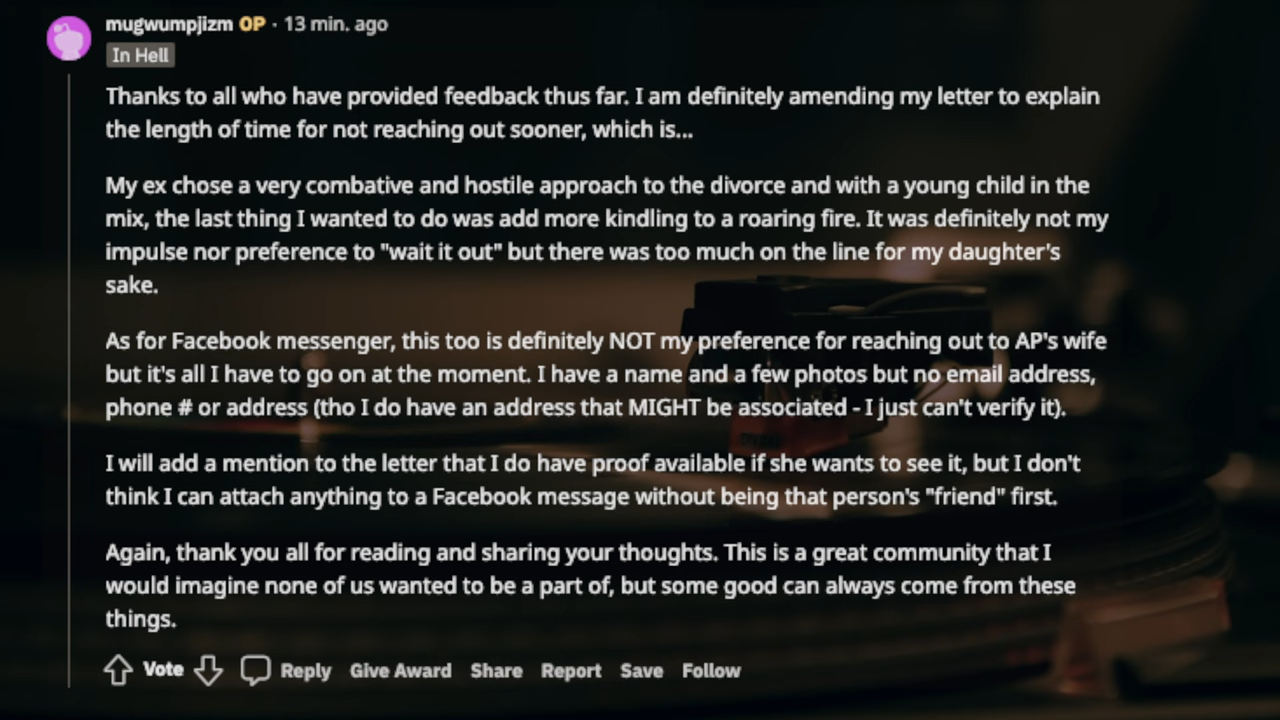 mugwumpjizm OP · 13 min. ago
In Hell
Thanks to all who have provided feedback thus far. I am definitely amending my letter to explain
the length of time for not reaching out sooner, which is...
My ex chose a very combative and hostile approach to the divorce and with a young child in the
mix, the last thing I wanted to do was add more kindling to a roaring fire. It was definitely not my
impulse nor preference to "wait it out" but there was too much on the line for my daughter's
sake.
As for Facebook messenger, this too is definitely NOT my preference for reaching out to AP's wife
but it's all I have to go on at the moment. I have a name and a few photos but no email address,
phone # or address (tho I do have an address that MIGHT be associated - I just can't verify it).
I will add a mention to the letter that I do have proof available if she wants to see it, but I don't
think I can attach anything to a Facebook message without being that person's "friend" first.
Again, thank you all for reading and sharing your thoughts. This is a great community that I
would imagine none of us wanted to be a part of, but some good can always come from these
things.
Vote Reply Give Award Share Report Save Follow